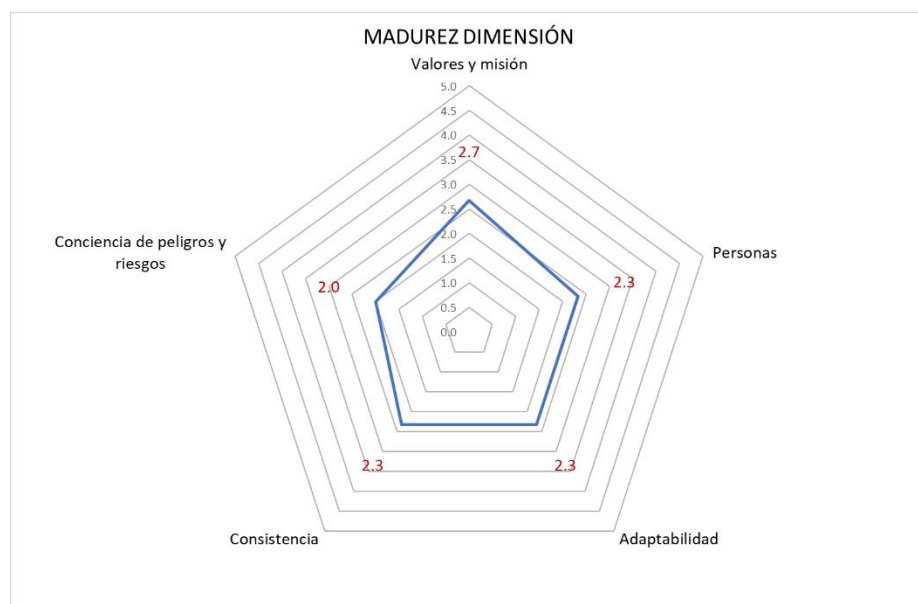 MADUREZ DIMENSIÓN
Valores y misión
5.0
4.5
4.0
3.5
3.0
2.5
2.0
1.5
1.0
0.5
0.0
2.7
Personas
2.3
Adaptabilidad
2.3
Consistencia
2.3
Conciencia de peligros y
riesgos
2.0